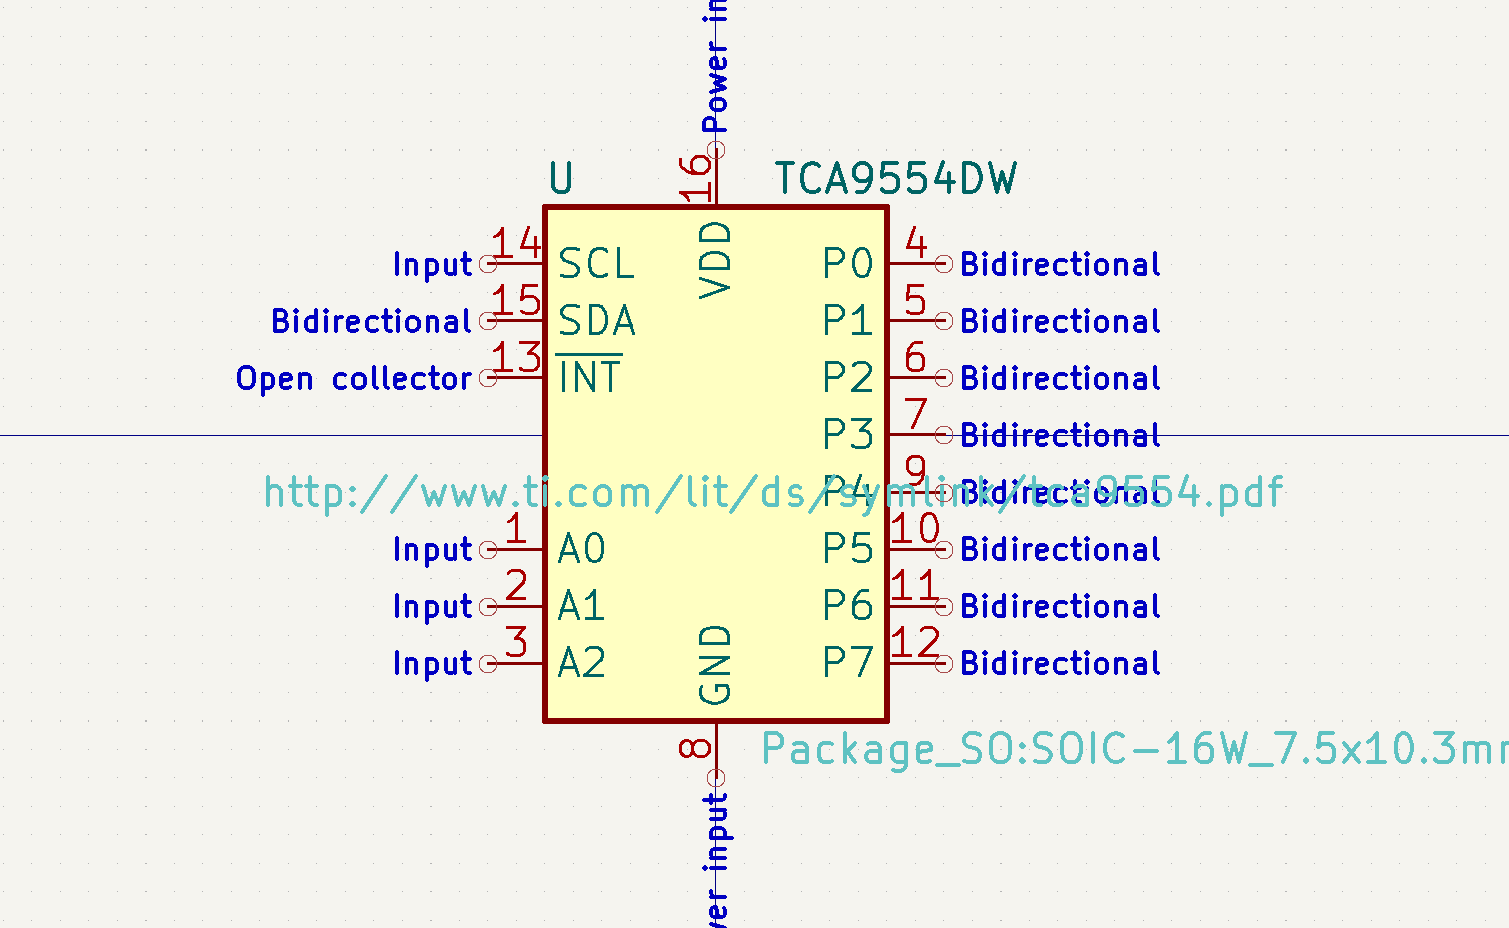 Power in
16
U TCA9554DW
VDD
Input 14 SCL P0 4 Bidirectional
Bidirectional 15 SDA P1 5 Bidirectional
Open collector 13 INT P2 6 Bidirectional
P3 7 Bidirectional
P4 9 Bidirectional
http://www.ti.com/lit/ds/symlink/tca9554.pdf
Input 1 A0 P5 10 Bidirectional
Input 2 A1 P6 11 Bidirectional
Input 3 A2 P7 12 Bidirectional
GND
8
Package_SO:SOIC-16W_7.5x10.3m
wer input